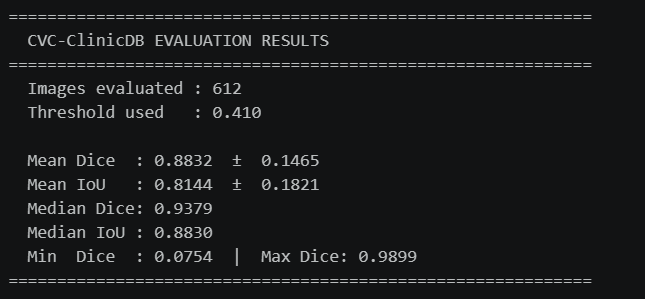 ============================================================
CVC-ClinicDB EVALUATION RESULTS
============================================================
Images evaluated : 612
Threshold used   : 0.410
Mean Dice  : 0.8832  ±  0.1465
Mean IoU   : 0.8144  ±  0.1821
Median Dice: 0.9379
Median IoU : 0.8830
Min  Dice  : 0.0754  |  Max Dice: 0.9899
============================================================